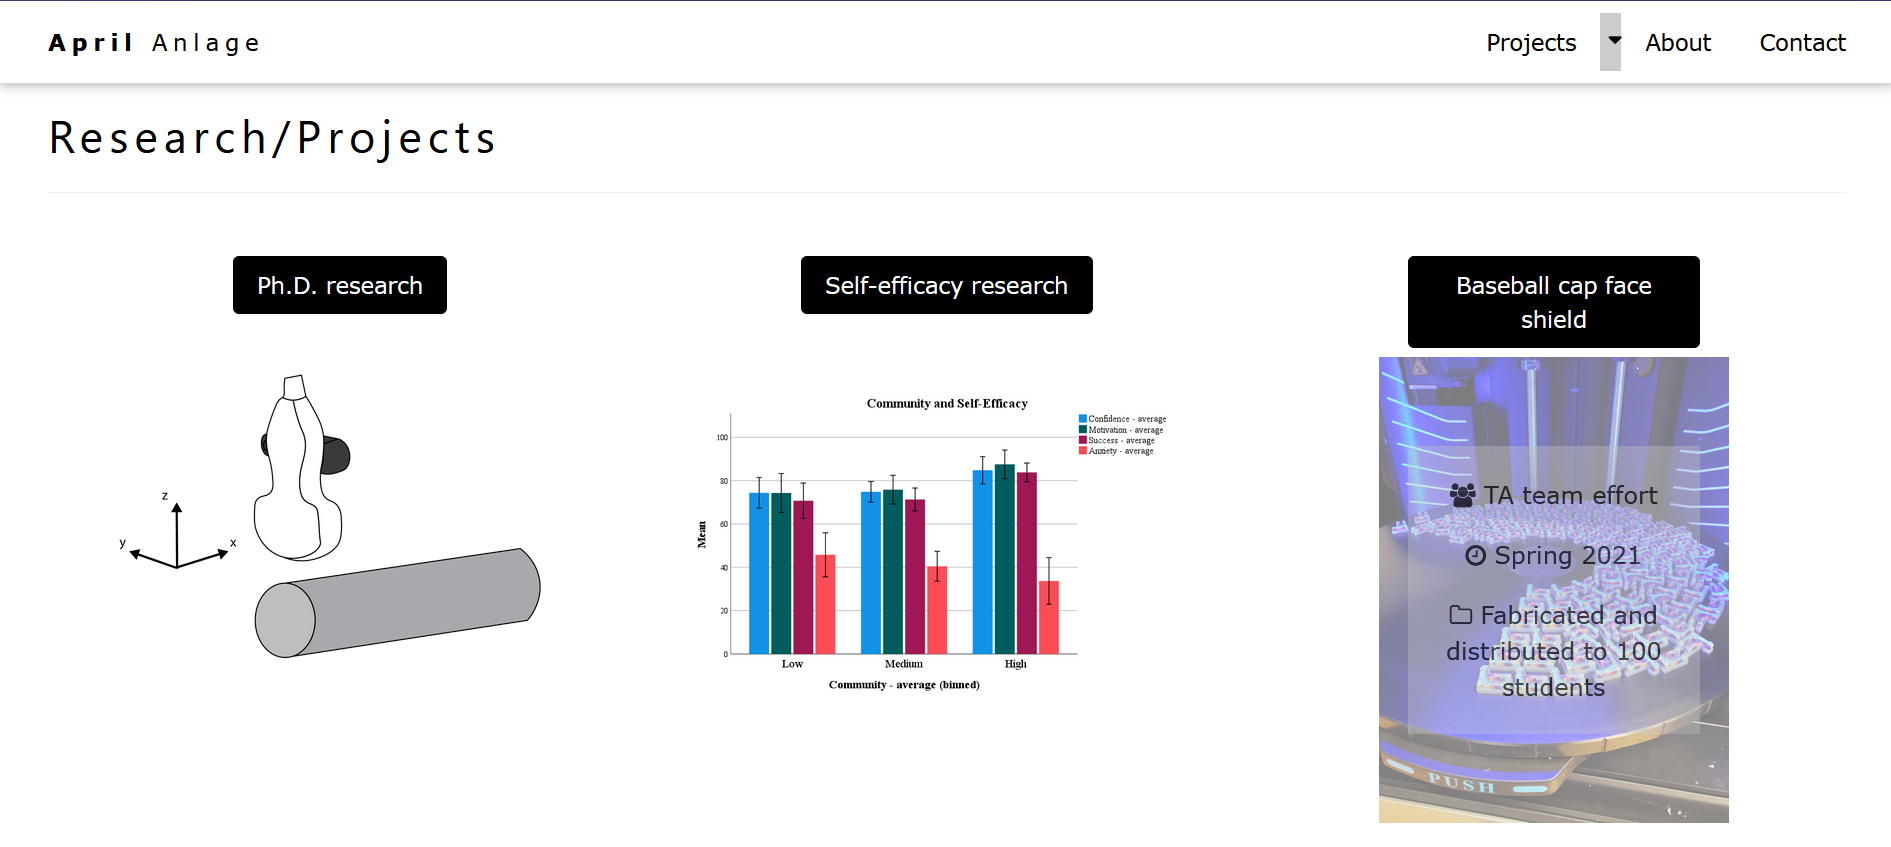 April Anlage
Projects
About
Contact
Research/Projects
Ph.D. research
Self-efficacy research
Baseball cap face
shield
z
y
x
Community and Self-Efficacy
Confidence - average
Motivation - average
Success - average
Anxiety - average
Mean
100
80
60
40
20
0
Low
Medium
High
Community - average (binned)
TA team effort
Spring 2021
Fabricated and
distributed to 100
students
PUSH